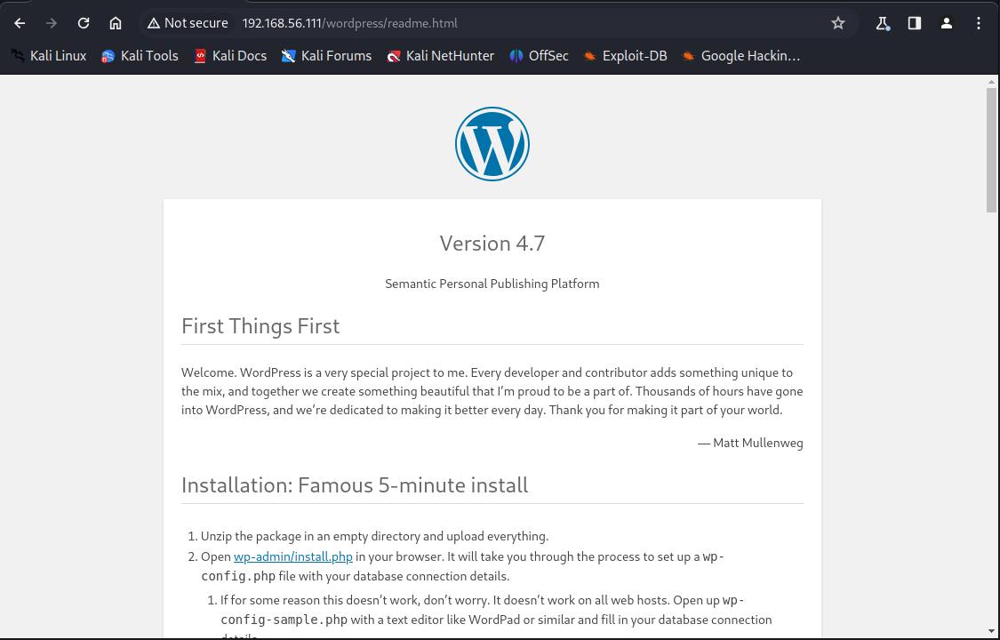 Not secure 192.168.56.111/wordpress/readme.html
Kali Linux Kali Tools Kali Docs Kali Forums Kali NetHunter OffSec Exploit-DB Google Hackin…
Version 4.7
Semantic Personal Publishing Platform
First Things First
Welcome. WordPress is a very special project to me. Every developer and contributor adds something unique to
the mix, and together we create something beautiful that I’m proud to be a part of. Thousands of hours have gone
into WordPress, and we’re dedicated to making it better every day. Thank you for making it part of your world.
— Matt Mullenweg
Installation: Famous 5-minute install
1. Unzip the package in an empty directory and upload everything.
2. Open wp-admin/install.php in your browser. It will take you through the process to set up a wp-
config.php file with your database connection details.
1. If for some reason this doesn’t work, don’t worry. It doesn’t work on all web hosts. Open up wp-
config-sample.php with a text editor like WordPad or similar and fill in your database connection
details.